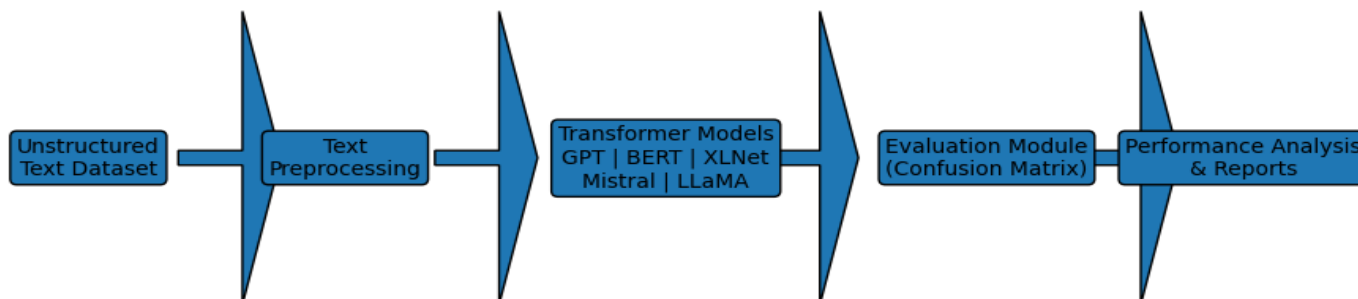 Unstructured
Text Dataset
Text
Preprocessing
Transformer Models
GPT | BERT | XLNet
Mistral | LLaMA
Evaluation Module
(Confusion Matrix)
Performance Analysis
& Reports